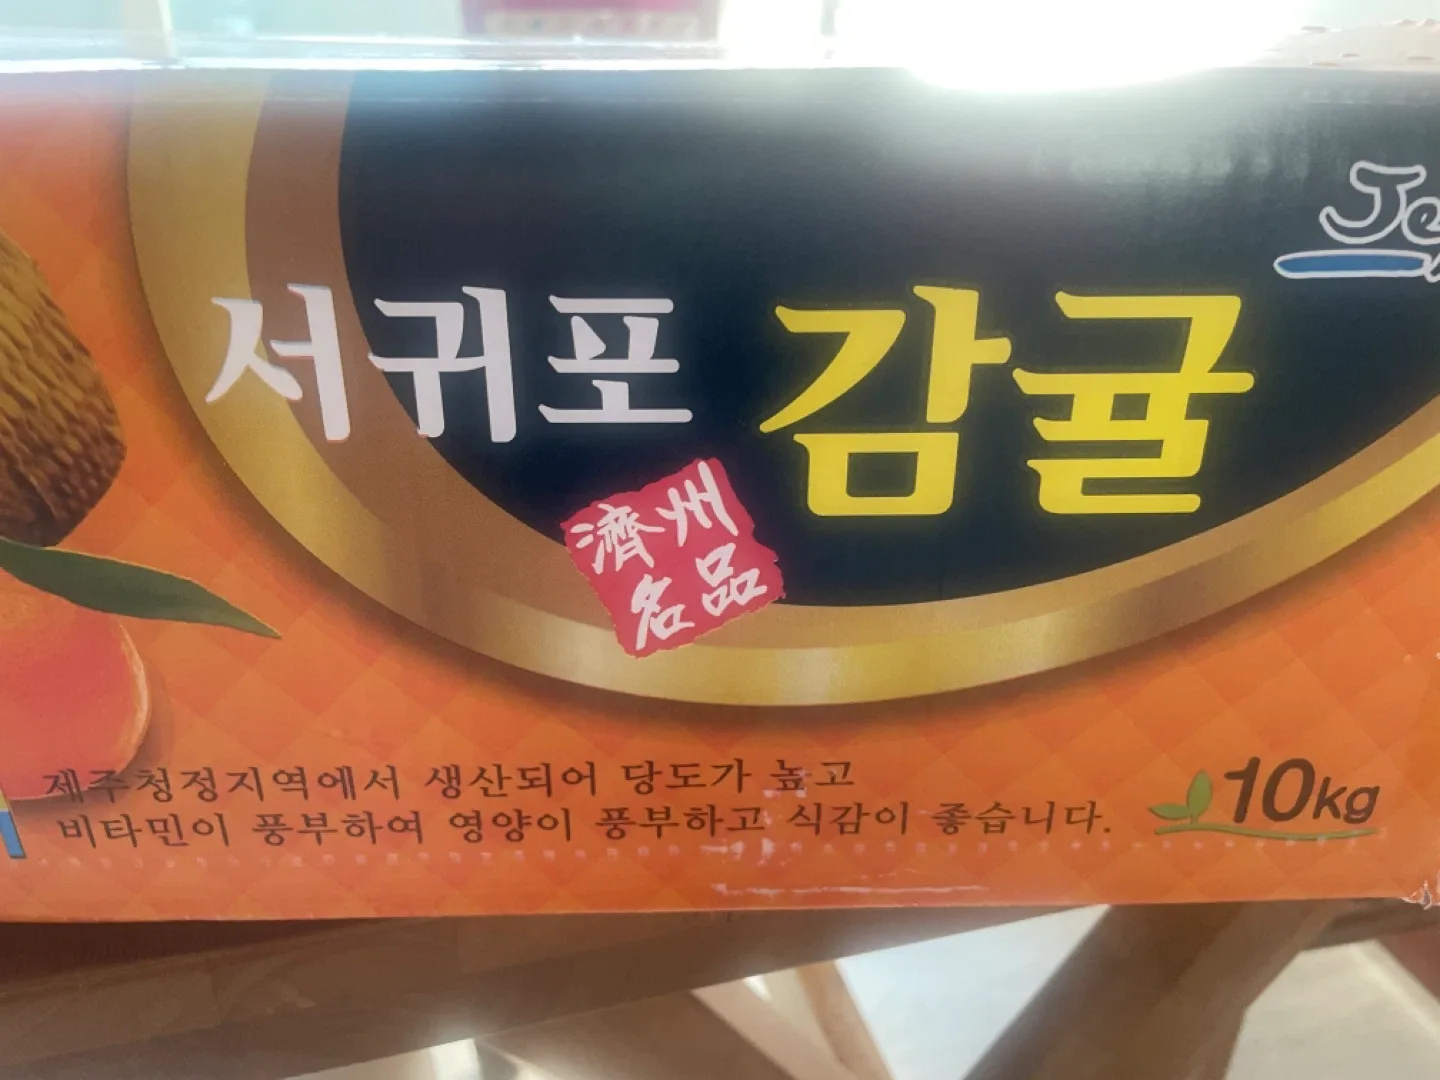 서귀포 감귤
濟州
名品
제주청정지역에서 생산되어 당도가 높고
비타민이 풍부하여 영양이 풍부하고 식감이 좋습니다.
10kg